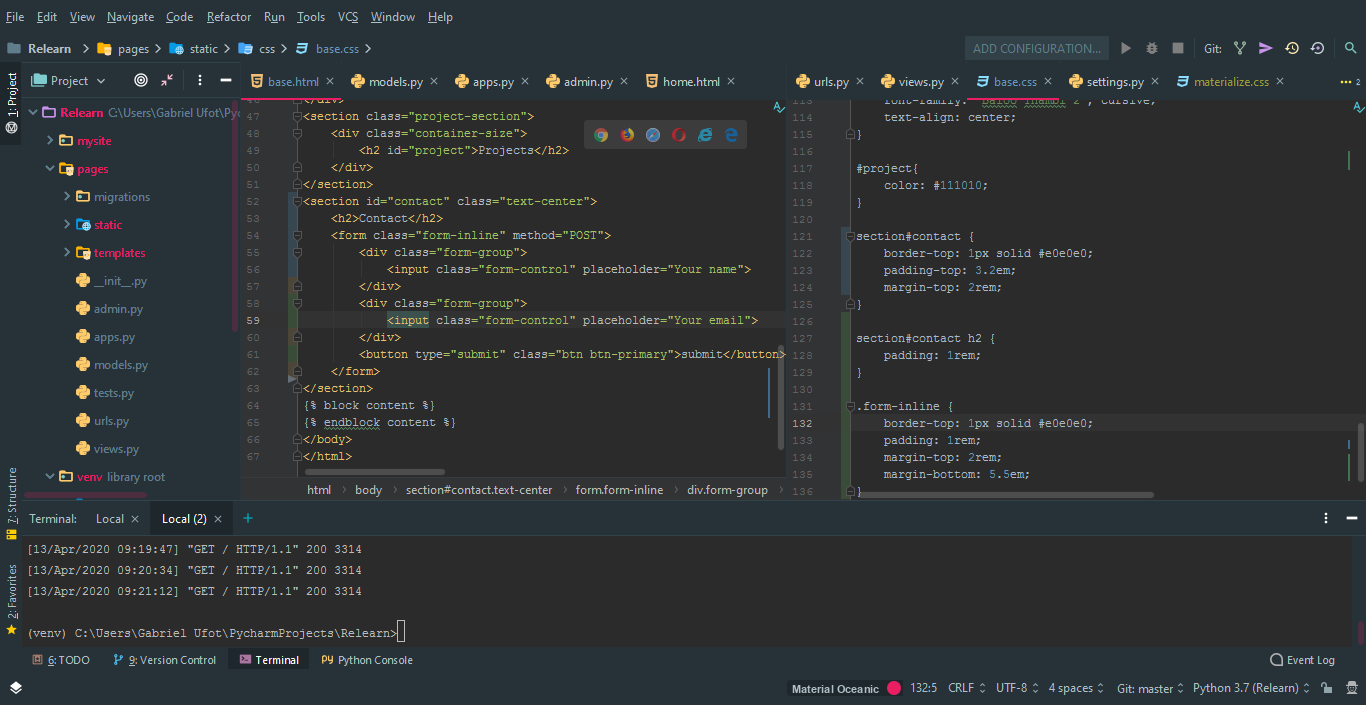 File Edit View Navigate Code Refactor Run Tools VCS Window Help
Relearn pages static css base.css ADD CONFIGURATION... Git:
1: Project
Project
base.html models.py apps.py admin.py home.html urls.py views.py base.css settings.py materialize.css 2
Relearn C:\Users\Gabriel Ufot\Pyc
mysite
pages
migrations
static
templates
__init__.py
admin.py
apps.py
models.py
tests.py
urls.py
views.py
venv library root
46 </div>
47 <section class="project-section">
48 <div class="container-size">
49 <h2 id="project">Projects</h2>
50 </div>
51 </section>
52 <section id="contact" class="text-center">
53 <h2>Contact</h2>
54 <form class="form-inline" method="POST">
55 <div class="form-group">
56 <input class="form-control" placeholder="Your name">
57 </div>
58 <div class="form-group">
59 <input class="form-control" placeholder="Your email">
60 </div>
61 <button type="submit" class="btn btn-primary">submit</button>
62 </form>
63 </section>
64 {% block content %}
65 {% endblock content %}
66 </body>
67 </html>
html body section#contact.text-center form.form-inline div.form-group
113 font-family: 'Baloo Thambi 2', cursive;
114 text-align: center;
115 }
116
117 #project{
118 color: #111010;
119 }
120
121 section#contact {
122 border-top: 1px solid #e0e0e0;
123 padding-top: 3.2em;
124 margin-top: 2rem;
125 }
126
127 section#contact h2 {
128 padding: 1rem;
129 }
130
131 .form-inline {
132 border-top: 1px solid #e0e0e0;
133 padding: 1rem;
134 margin-top: 2rem;
135 margin-bottom: 5.5em;
136 }
7: Structure
2: Favorites
Terminal: Local Local (2)
[13/Apr/2020 09:19:47] "GET / HTTP/1.1" 200 3314
[13/Apr/2020 09:20:34] "GET / HTTP/1.1" 200 3314
[13/Apr/2020 09:21:12] "GET / HTTP/1.1" 200 3314
(venv) C:\Users\Gabriel Ufot\PycharmProjects\Relearn>
6: TODO 9: Version Control Terminal Python Console Event Log
Material Oceanic 132:5 CRLF UTF-8 4 spaces Git: master Python 3.7 (Relearn)